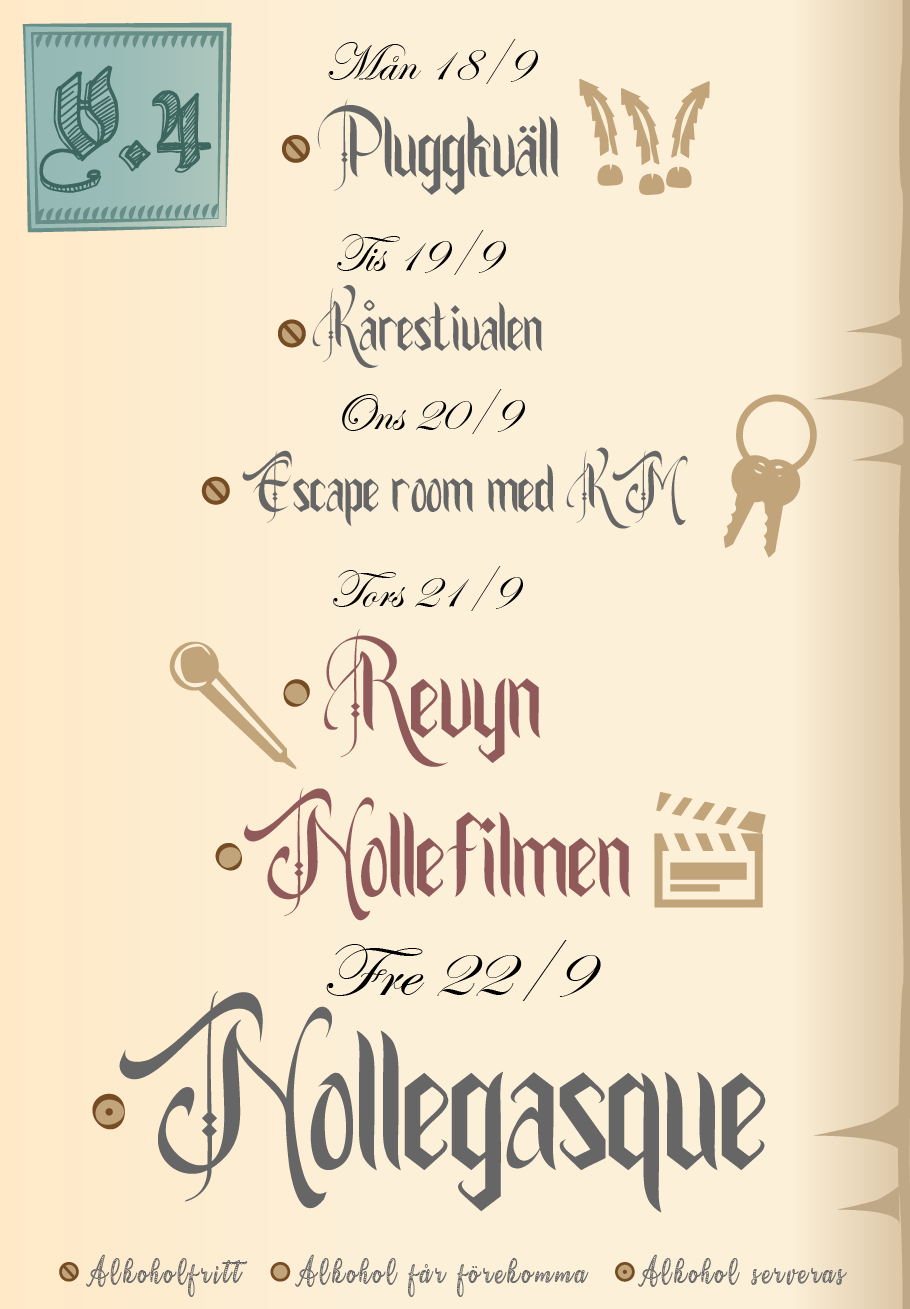 V.4
Mån 18/9
Pluggkväll
Tis 19/9
Kårestivalen
Ons 20/9
Escape room med KM
Tors 21/9
Revyn
Nollefilmen
Fre 22/9
Nollegasque
Alkoholfritt Alkohol får förekomma Alkohol serveras